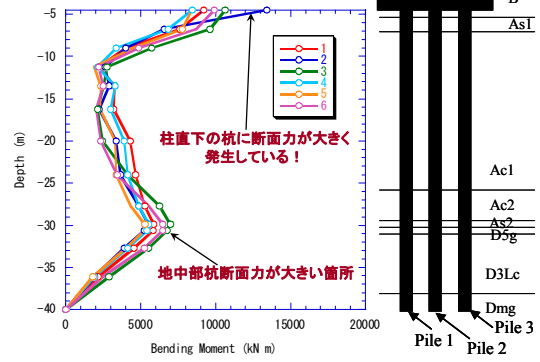 -5
-10
-15
-20
-25
-30
-35
-40
Depth (m)
0
5000
10000
15000
20000
Bending Moment (kN m)
1
2
3
4
5
6
柱直下の杭に断面力が大きく
発生している！
地中部杭断面力が大きい箇所
As1
Ac1
Ac2
As2
D5g
D3Lc
Dmg
Pile 1
Pile 2
Pile 3